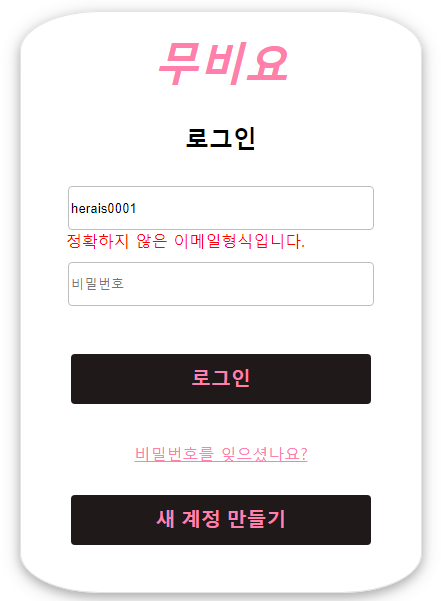 무비요
로그인
herais0001
정확하지 않은 이메일형식입니다.
비밀번호
로그인
비밀번호를 잊으셨나요?
새 계정 만들기